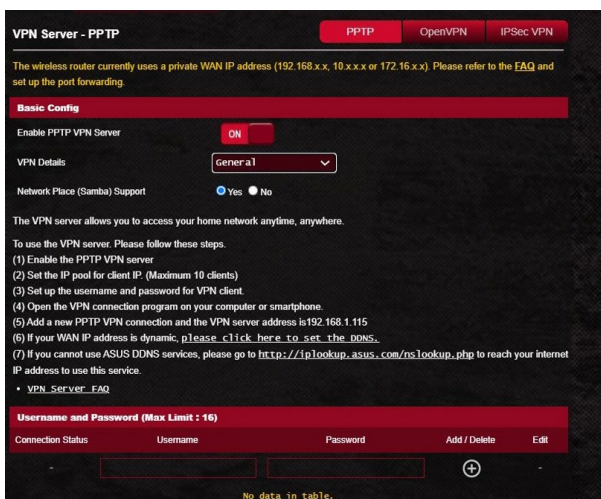 VPN Server - PPTP
PPTP OpenVPN IPSec VPN
The wireless router currently uses a private WAN IP address (192.168.x.x, 10.x.x.x or 172.16.x.x). Please refer to the FAQ and
set up the port forwarding.
Basic Config
Enable PPTP VPN Server ON
VPN Details General
Network Place (Samba) Support Yes No
The VPN server allows you to access your home network anytime, anywhere.
To use the VPN server. Please follow these steps.
(1) Enable the PPTP VPN server
(2) Set the IP pool for client IP. (Maximum 10 clients)
(3) Set up the username and password for VPN client.
(4) Open the VPN connection program on your computer or smartphone.
(5) Add a new PPTP VPN connection and the VPN server address is192.168.1.115
(6) If your WAN IP address is dynamic, please click here to set the DDNS.
(7) If you cannot use ASUS DDNS services, please go to http://iplookup.asus.com/nslookup.php to reach your internet
IP address to use this service.
• VPN Server FAQ
Username and Password (Max Limit : 16)
Connection Status Username Password Add / Delete Edit
- -
No data in table.